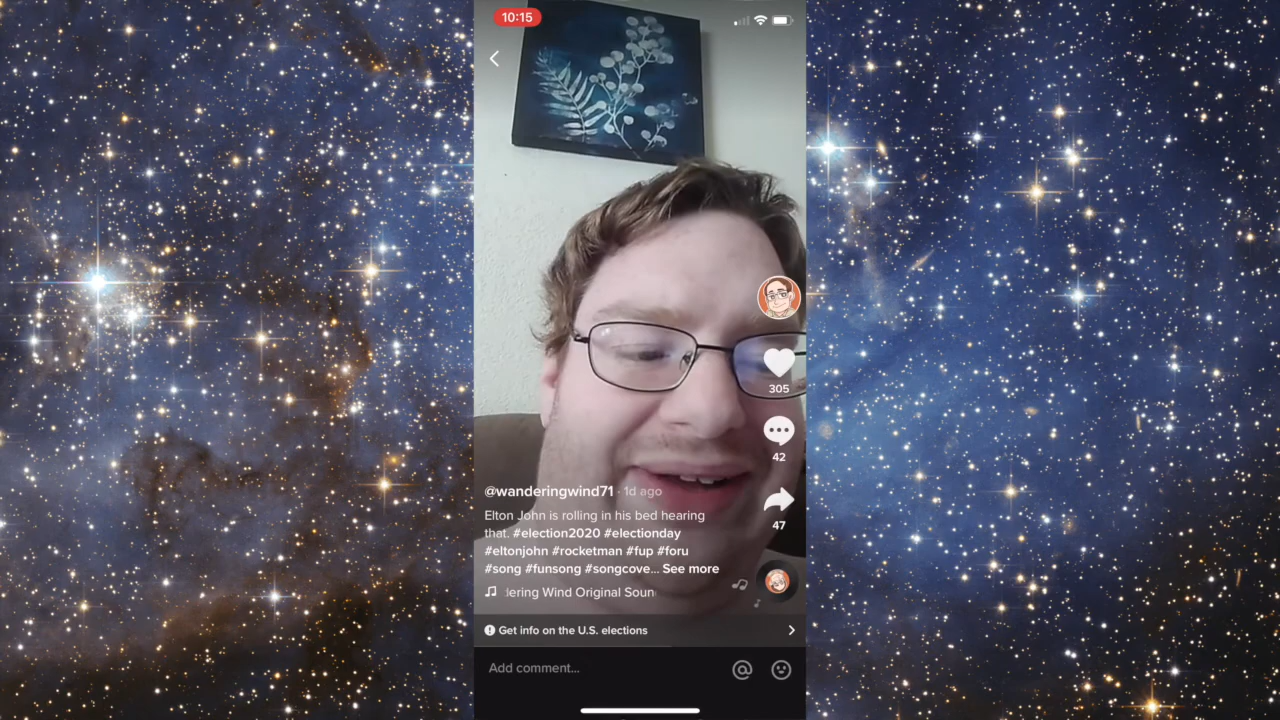 10:15
305
42
@wanderingwind71 · 1d ago
Elton John is rolling in his bed hearing
that. #election2020 #electionday
#eltonjohn #rocketman #fup #foru
#song #funsong #songcove... See more
47
Wind Original Soun
Get info on the U.S. elections
Add comment...